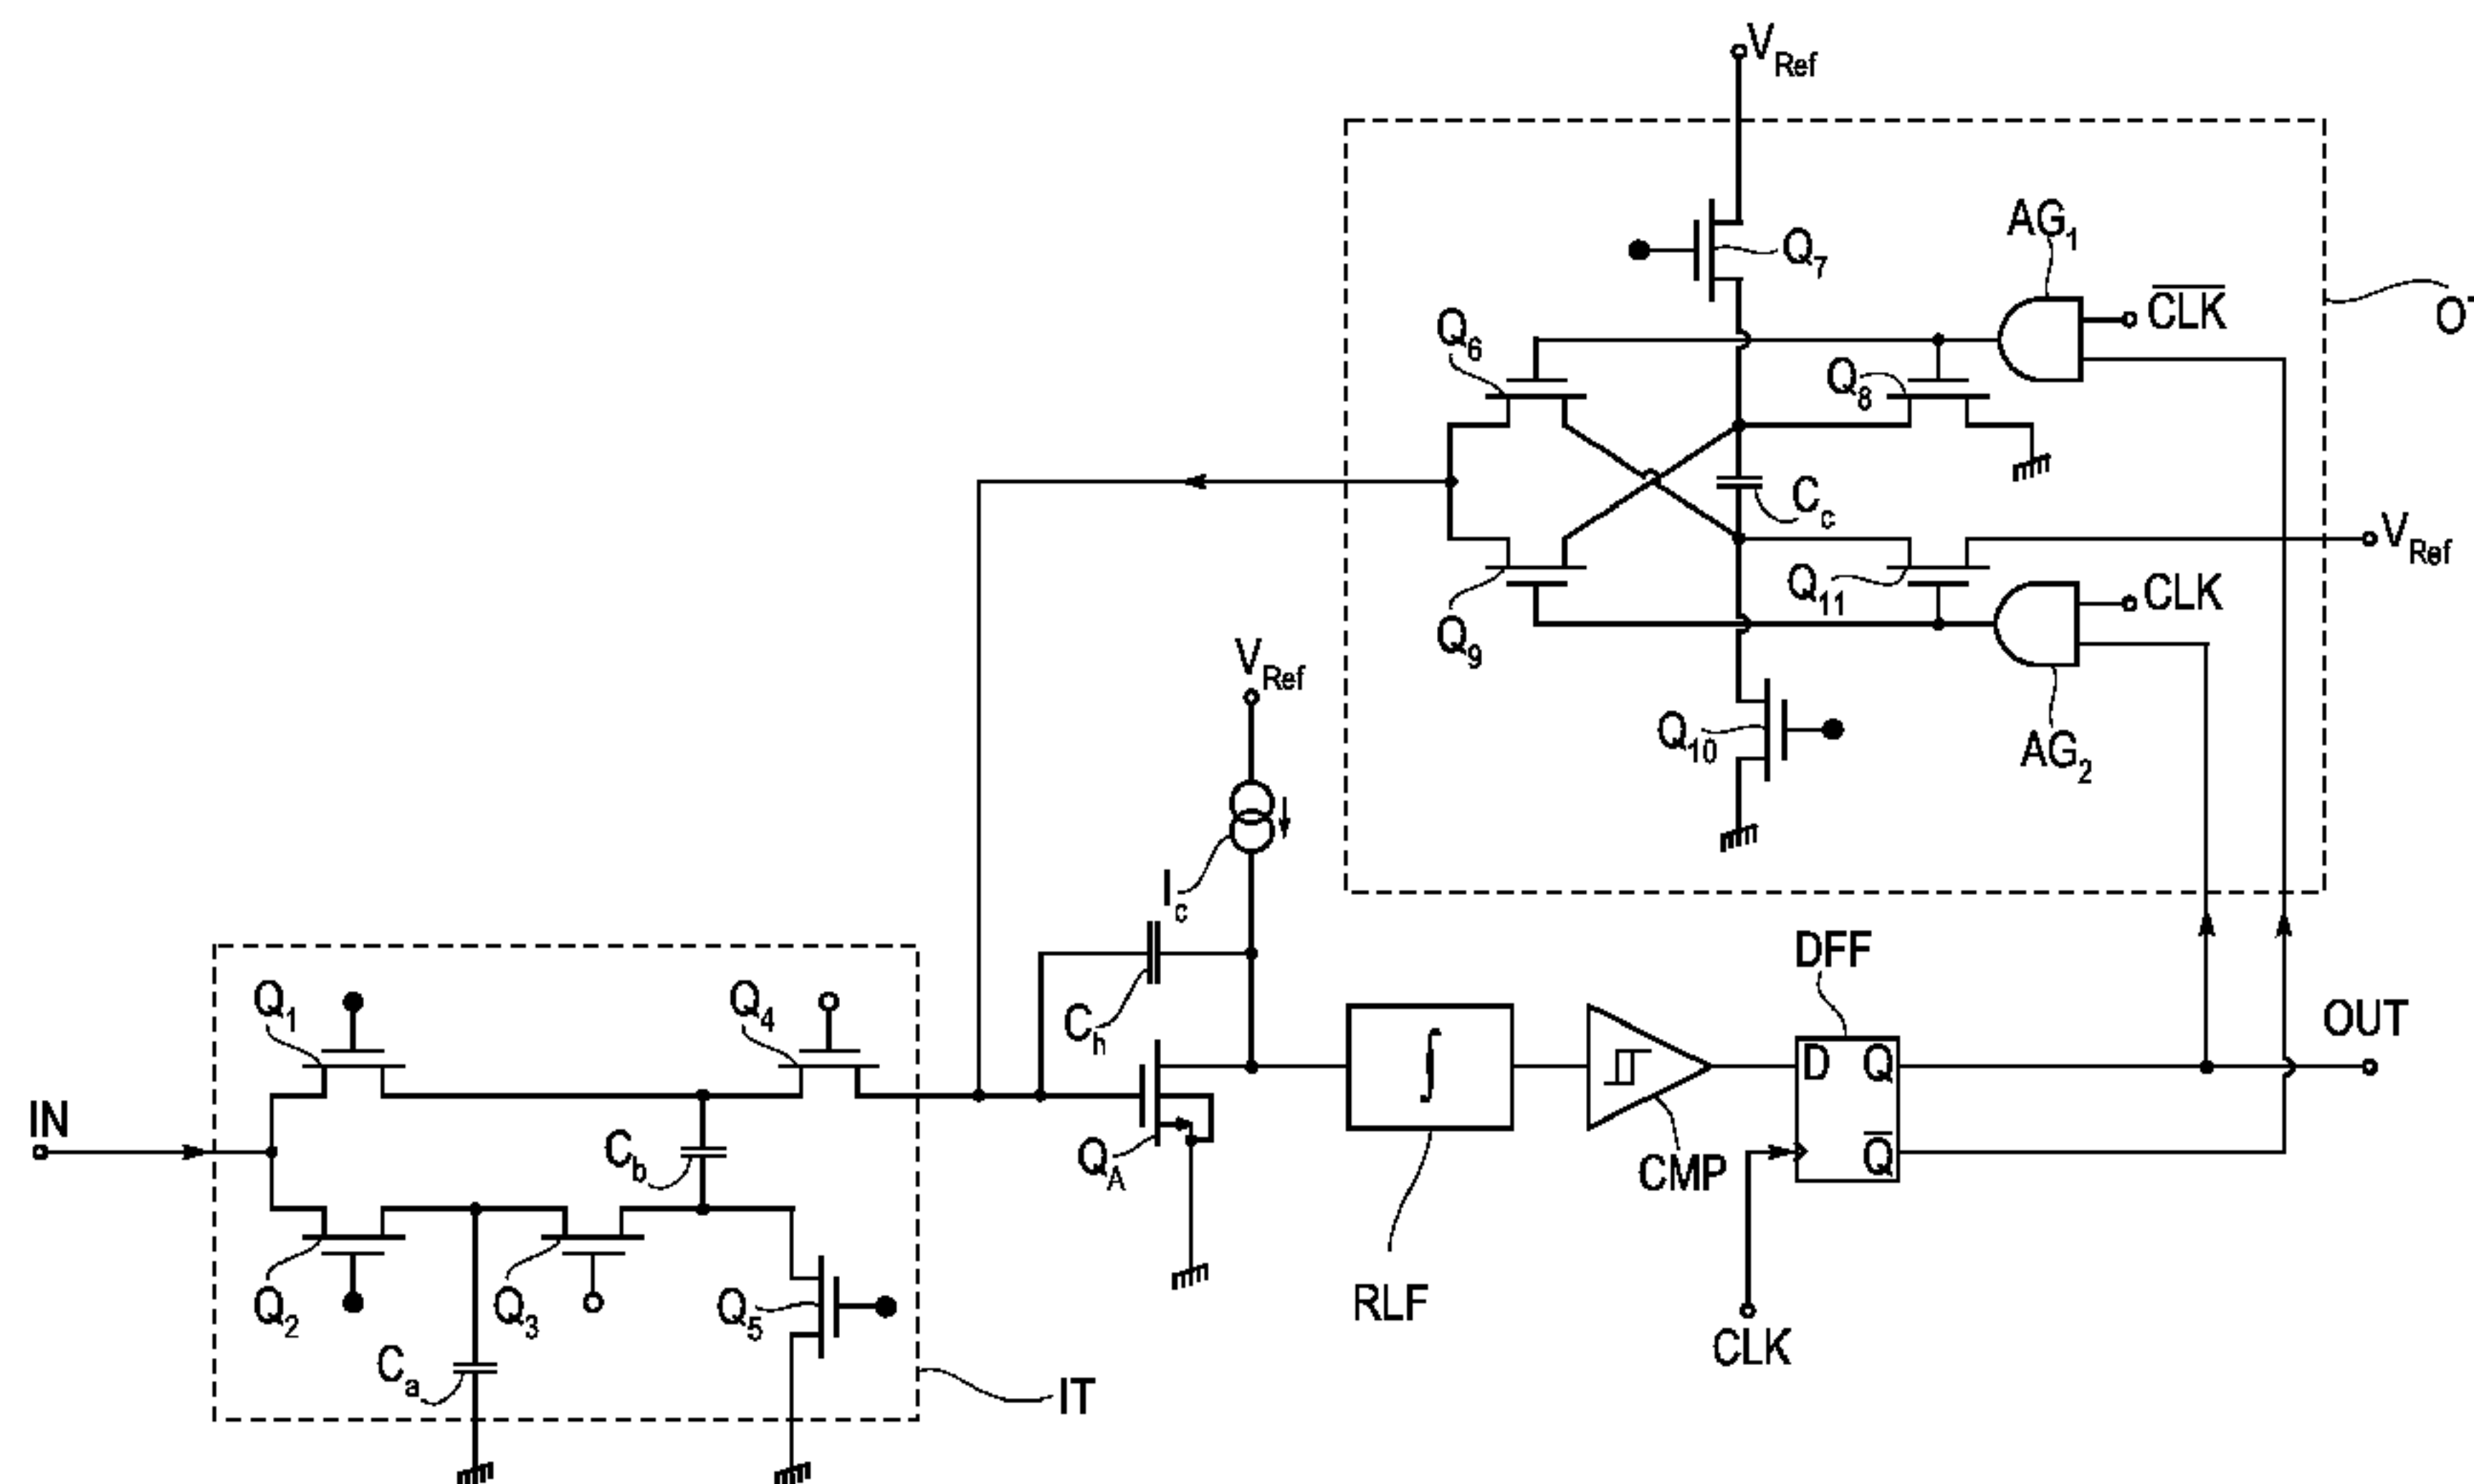 V_Ref
AG_1
Q_7
CLK
Q_6
Q_8
C_c
V_Ref
Q_11
CLK
Q_9
V_Ref
Q_10
AG_2
I_c
DFF
Q_1
Q_4
C_h
OUT
D Q
IN
C_b
Q_A
CMP
Q
Q_2
Q_3
Q_5
RLF
CLK
C_a
IT